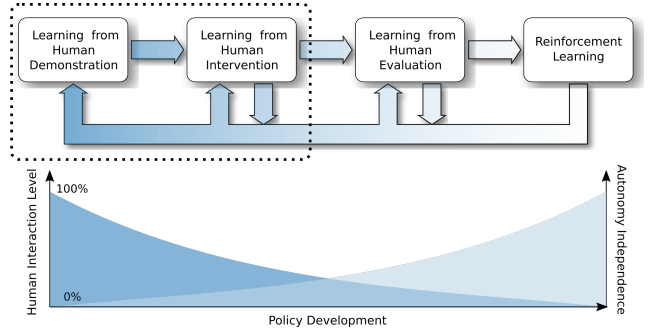 Learning from
Human
Demonstration
Learning from
Human
Intervention
Learning from
Human
Evaluation
Reinforcement
Learning
Human Interaction Level
100%
0%
Autonomy Independence
Policy Development